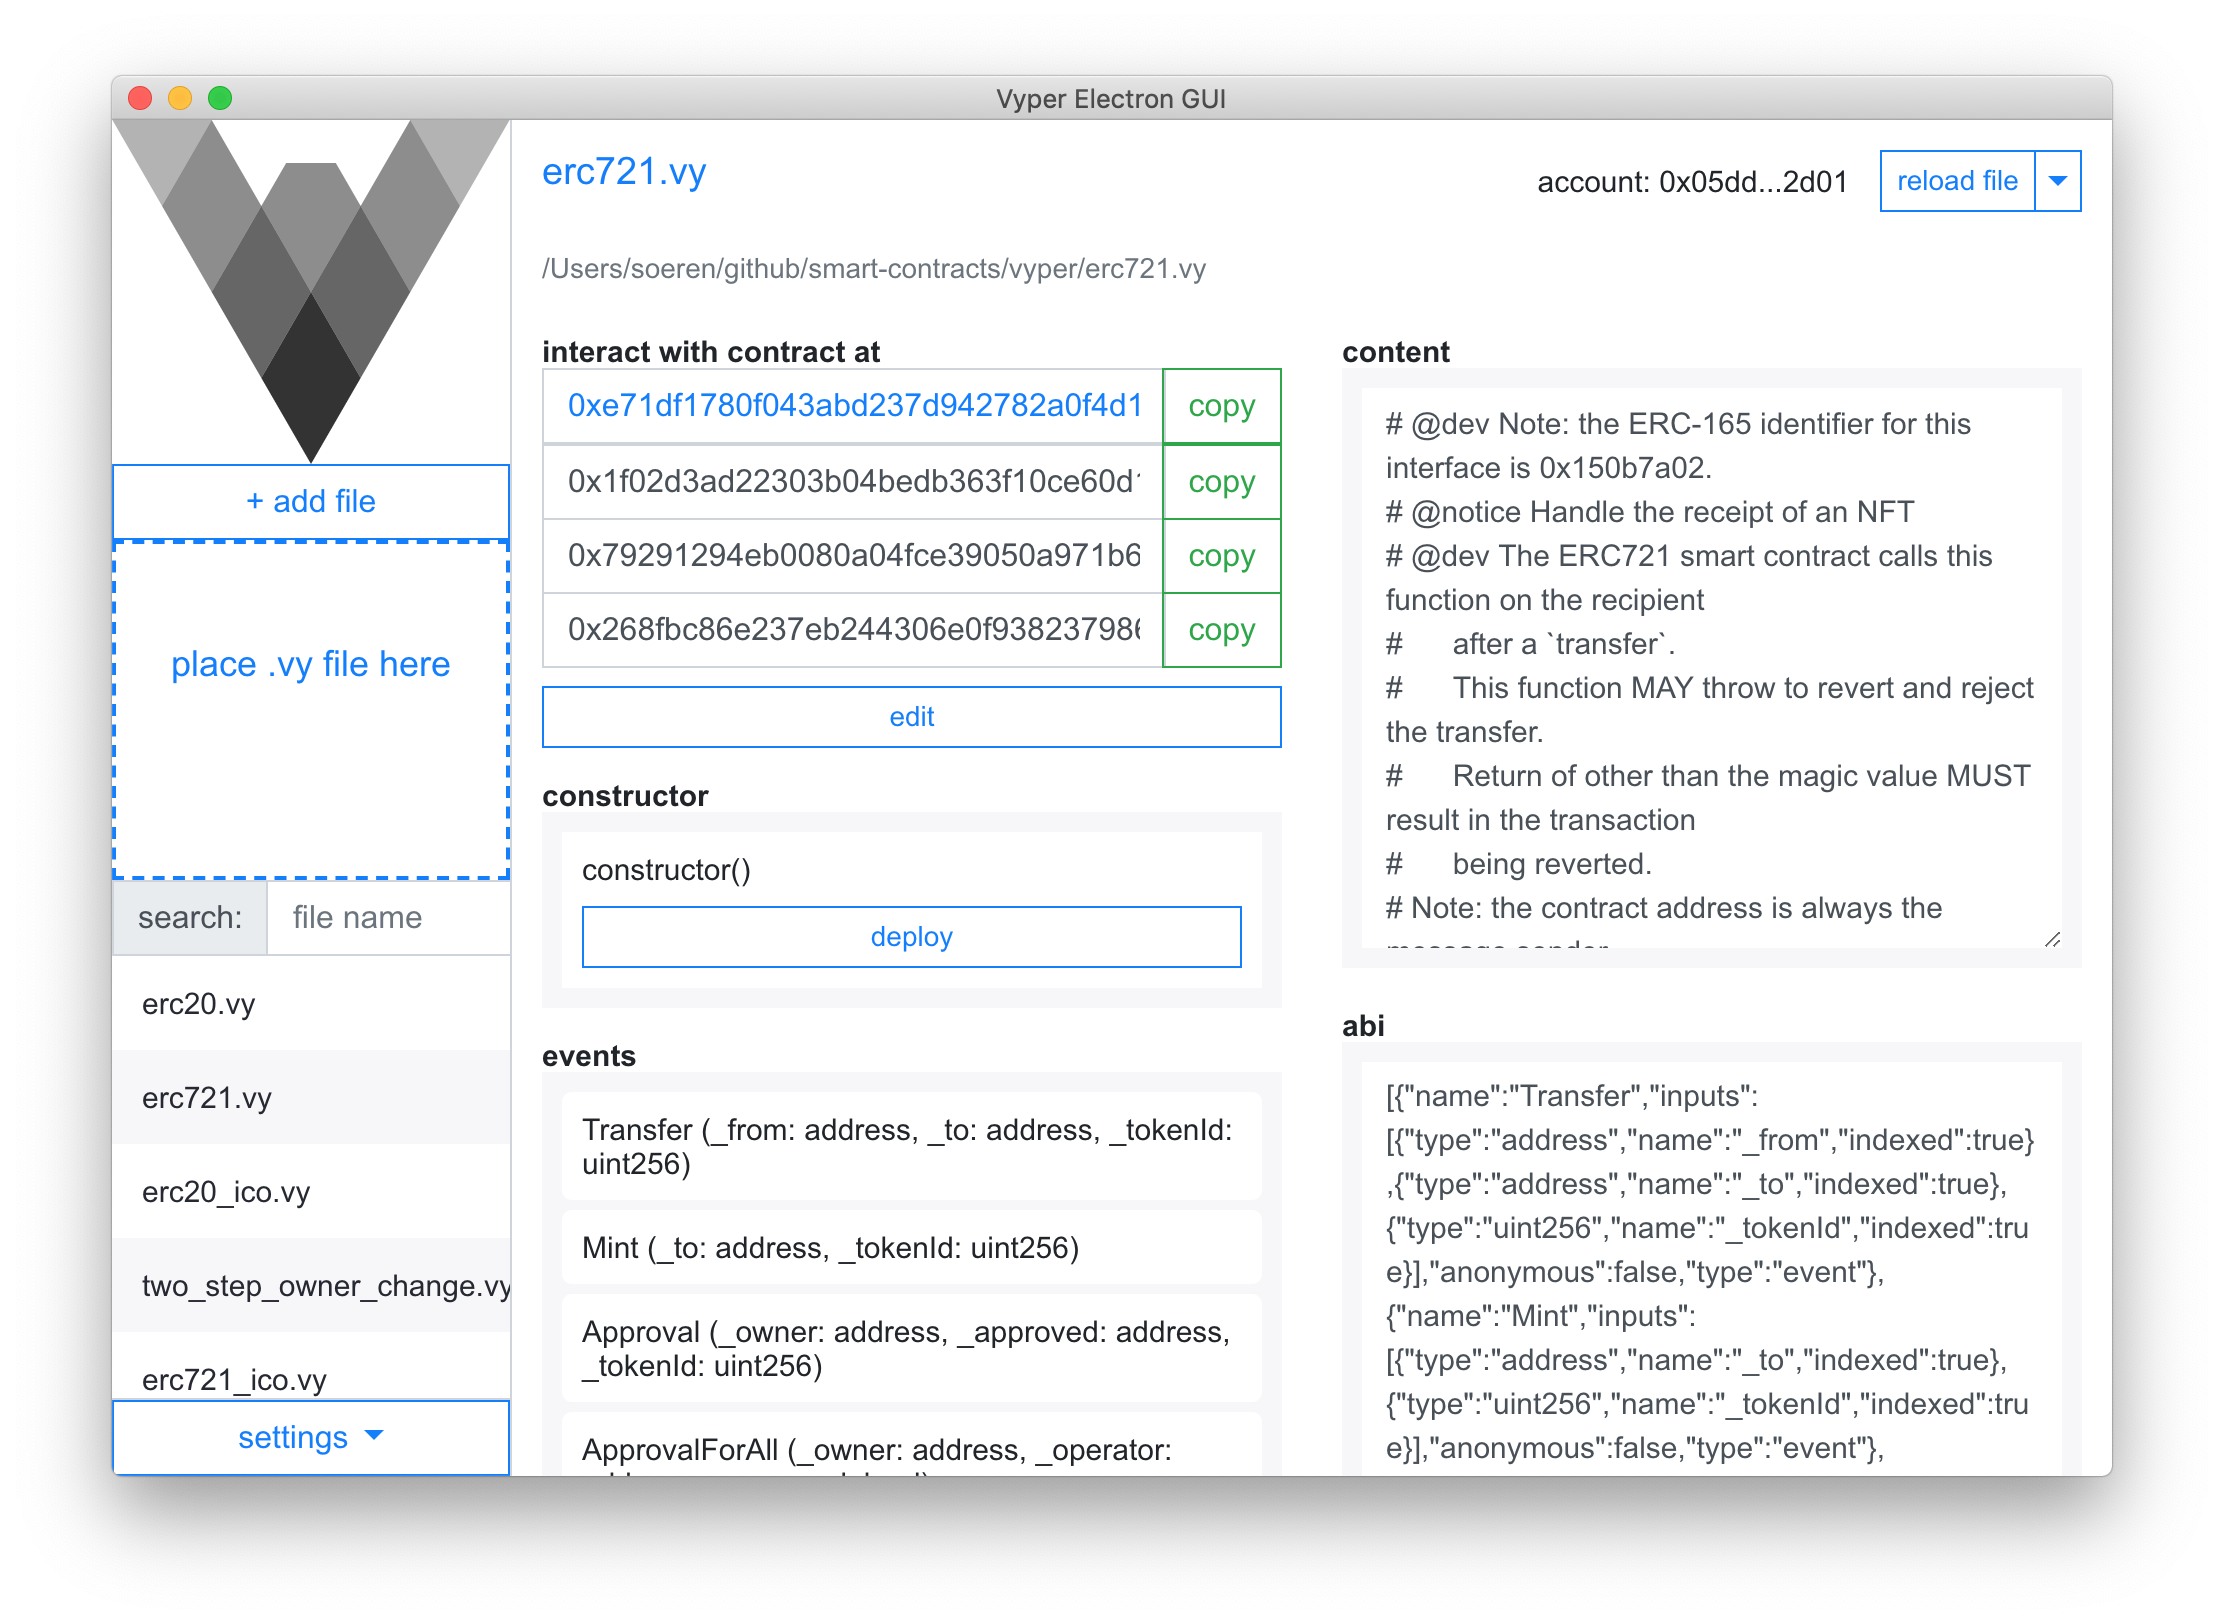 Vyper Electron GUI
+ add file
place .vy file here
search:
file name
erc20.vy
erc721.vy
erc20_ico.vy
two_step_owner_change.vy
erc721_ico.vy
settings
erc721.vy
account: 0x05dd...2d01
reload file
/Users/soeren/github/smart-contracts/vyper/erc721.vy
interact with contract at
0xe71df1780f043abd237d942782a0f4d1
copy
0x1f02d3ad22303b04bedb363f10ce60d1
copy
0x79291294eb0080a04fce39050a971b6
copy
0x268fbc86e237eb244306e0f938237986
copy
edit
constructor
constructor()
deploy
events
Transfer (_from: address, _to: address, _tokenId:
uint256)
Mint (_to: address, _tokenId: uint256)
Approval (_owner: address, _approved: address,
_tokenId: uint256)
ApprovalForAll (_owner: address, _operator:
content
# @dev Note: the ERC-165 identifier for this
interface is 0x150b7a02.
# @notice Handle the receipt of an NFT
# @dev The ERC721 smart contract calls this
function on the recipient
#      after a `transfer`.
#      This function MAY throw to revert and reject
the transfer.
#      Return of other than the magic value MUST
result in the transaction
#      being reverted.
# Note: the contract address is always the
message sender
abi
[{"name":"Transfer","inputs":
[{"type":"address","name":"_from","indexed":true}
,{"type":"address","name":"_to","indexed":true},
{"type":"uint256","name":"_tokenId","indexed":tru
e}],"anonymous":false,"type":"event"},
{"name":"Mint","inputs":
[{"type":"address","name":"_to","indexed":true},
{"type":"uint256","name":"_tokenId","indexed":tru
e}],"anonymous":false,"type":"event"},